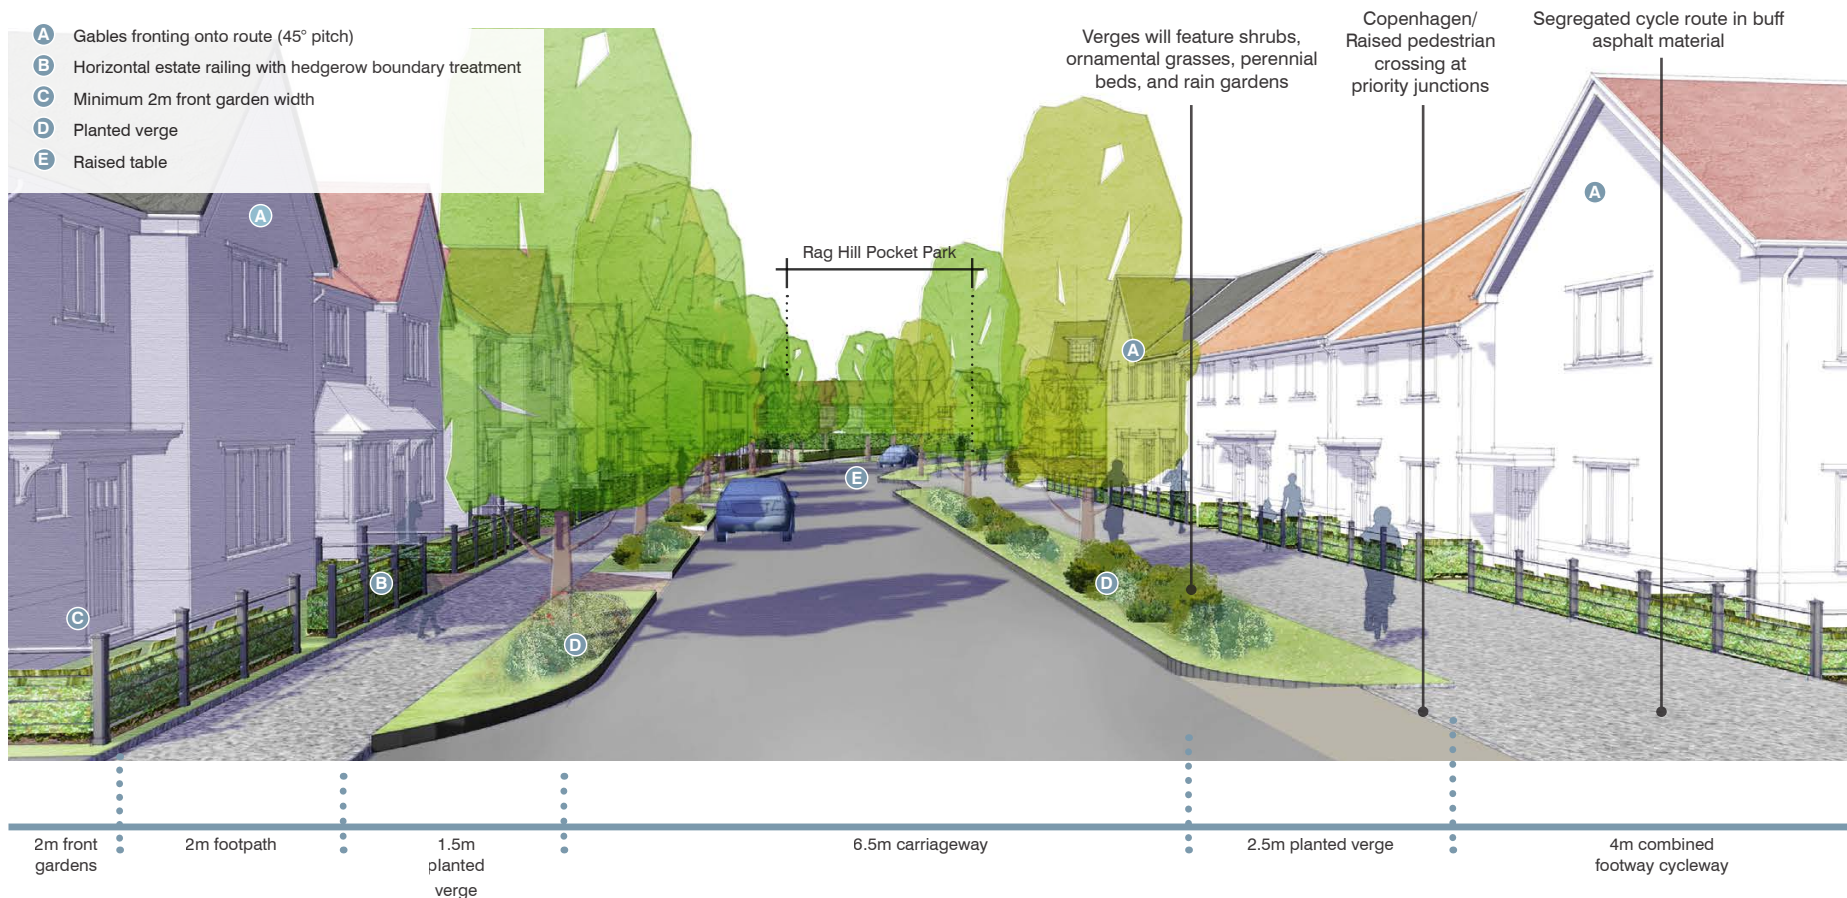 A Gables fronting onto route (45° pitch)
B Horizontal estate railing with hedgerow boundary treatment
C Minimum 2m front garden width
D Planted verge
E Raised table
Verges will feature shrubs,
ornamental grasses, perennial
beds, and rain gardens
Copenhagen/
Raised pedestrian
crossing at
priority junctions
Segregated cycle route in buff
asphalt material
Rag Hill Pocket Park
A
A
A
E
B
D
C
D
2m front
gardens
2m footpath
1.5m
planted
verge
6.5m carriageway
2.5m planted verge
4m combined
footway cycleway